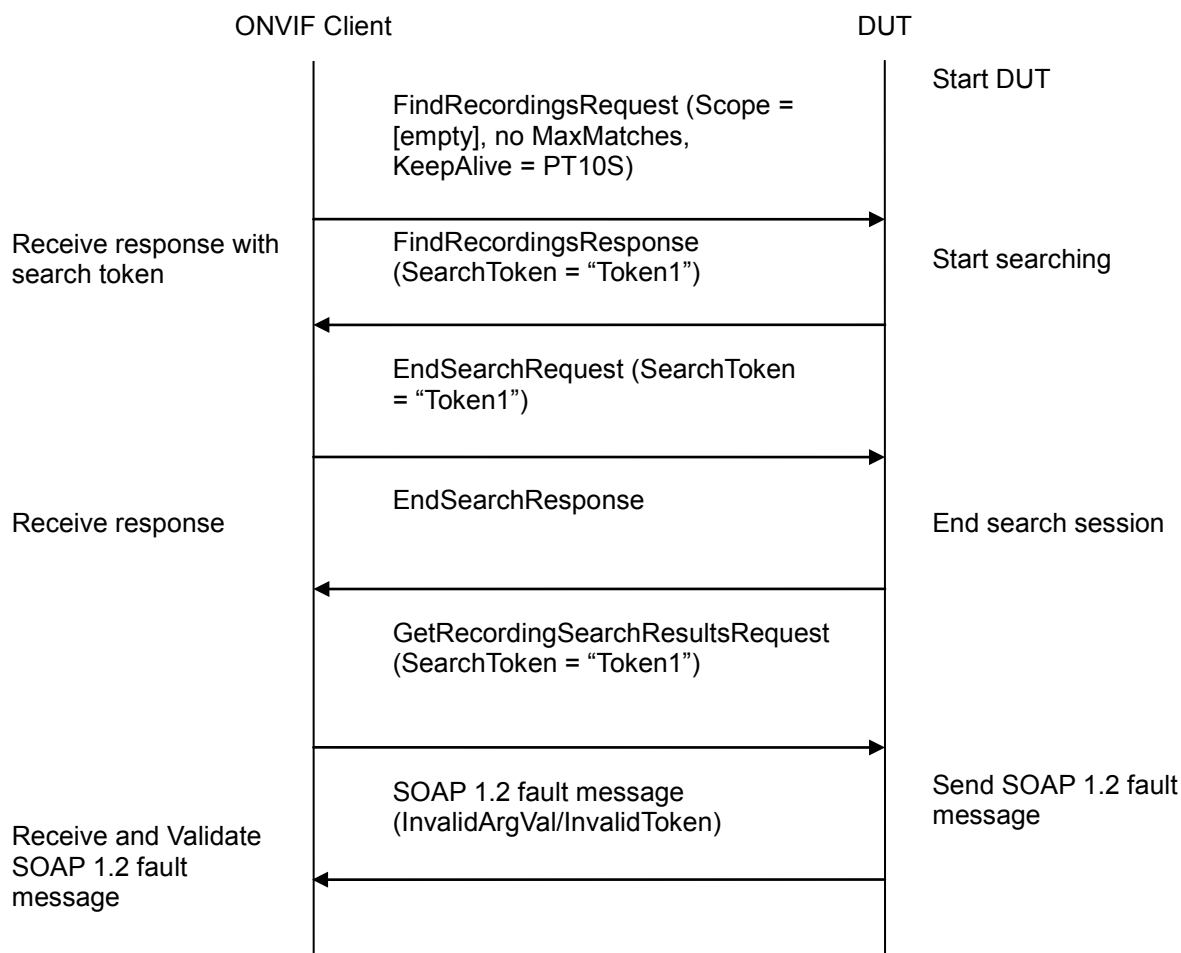 ONVIF Client
DUT
Start DUT
FindRecordingsRequest (Scope =
[empty], no MaxMatches,
KeepAlive = PT10S)
Receive response with
search token
FindRecordingsResponse
(SearchToken = “Token1”)
Start searching
EndSearchRequest (SearchToken
= “Token1”)
Receive response
EndSearchResponse
End search session
GetRecordingSearchResultsRequest
(SearchToken = “Token1”)
SOAP 1.2 fault message
(InvalidArgVal/InvalidToken)
Send SOAP 1.2 fault
message
Receive and Validate
SOAP 1.2 fault
message